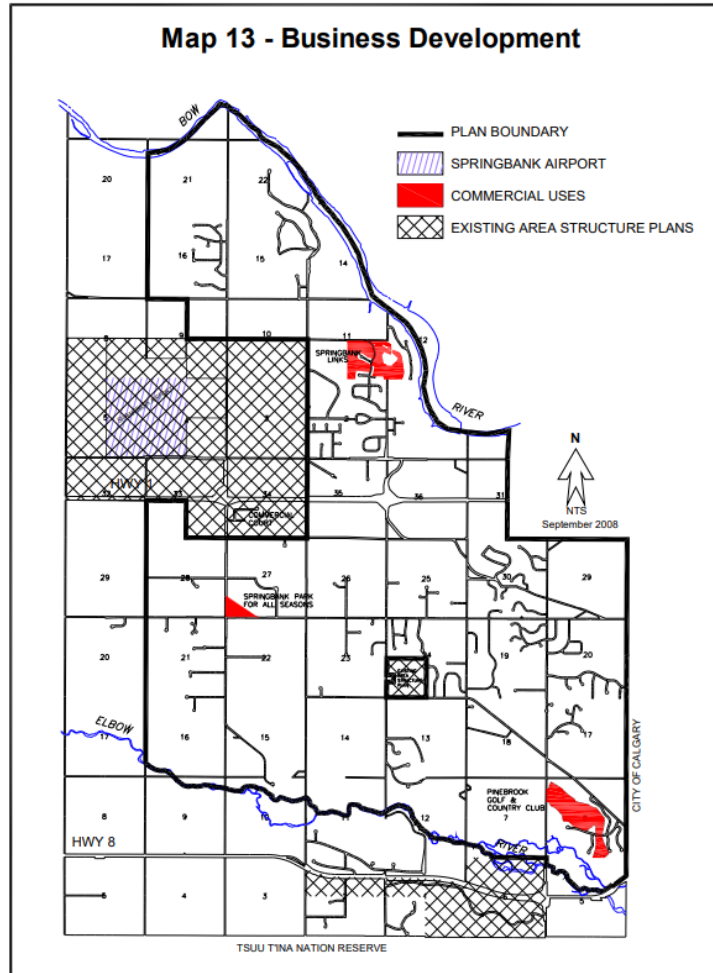 Map 13 - Business Development
BOW
PLAN BOUNDARY
SPRINGBANK AIRPORT
COMMERCIAL USES
EXISTING AREA STRUCTURE PLANS
20
21
22
17
16
15
14
9
10
11
12
SPRINGBANK
LINKS
RIVER
N
NTS
September 2008
HWY 1
32
33
34
35
36
31
COMMERCIAL
COURT
29
28
27
26
25
30
29
SPRINGBANK PARK
FOR ALL SEASONS
20
21
22
23
24
19
20
ELBOW
17
16
15
14
13
18
17
CITY OF CALGARY
PINEBROOK
GOLF &
COUNTRY CLUB
8
9
10
12
7
HWY 8
RIVER
4
3
5
TSUU T'INA NATION RESERVE